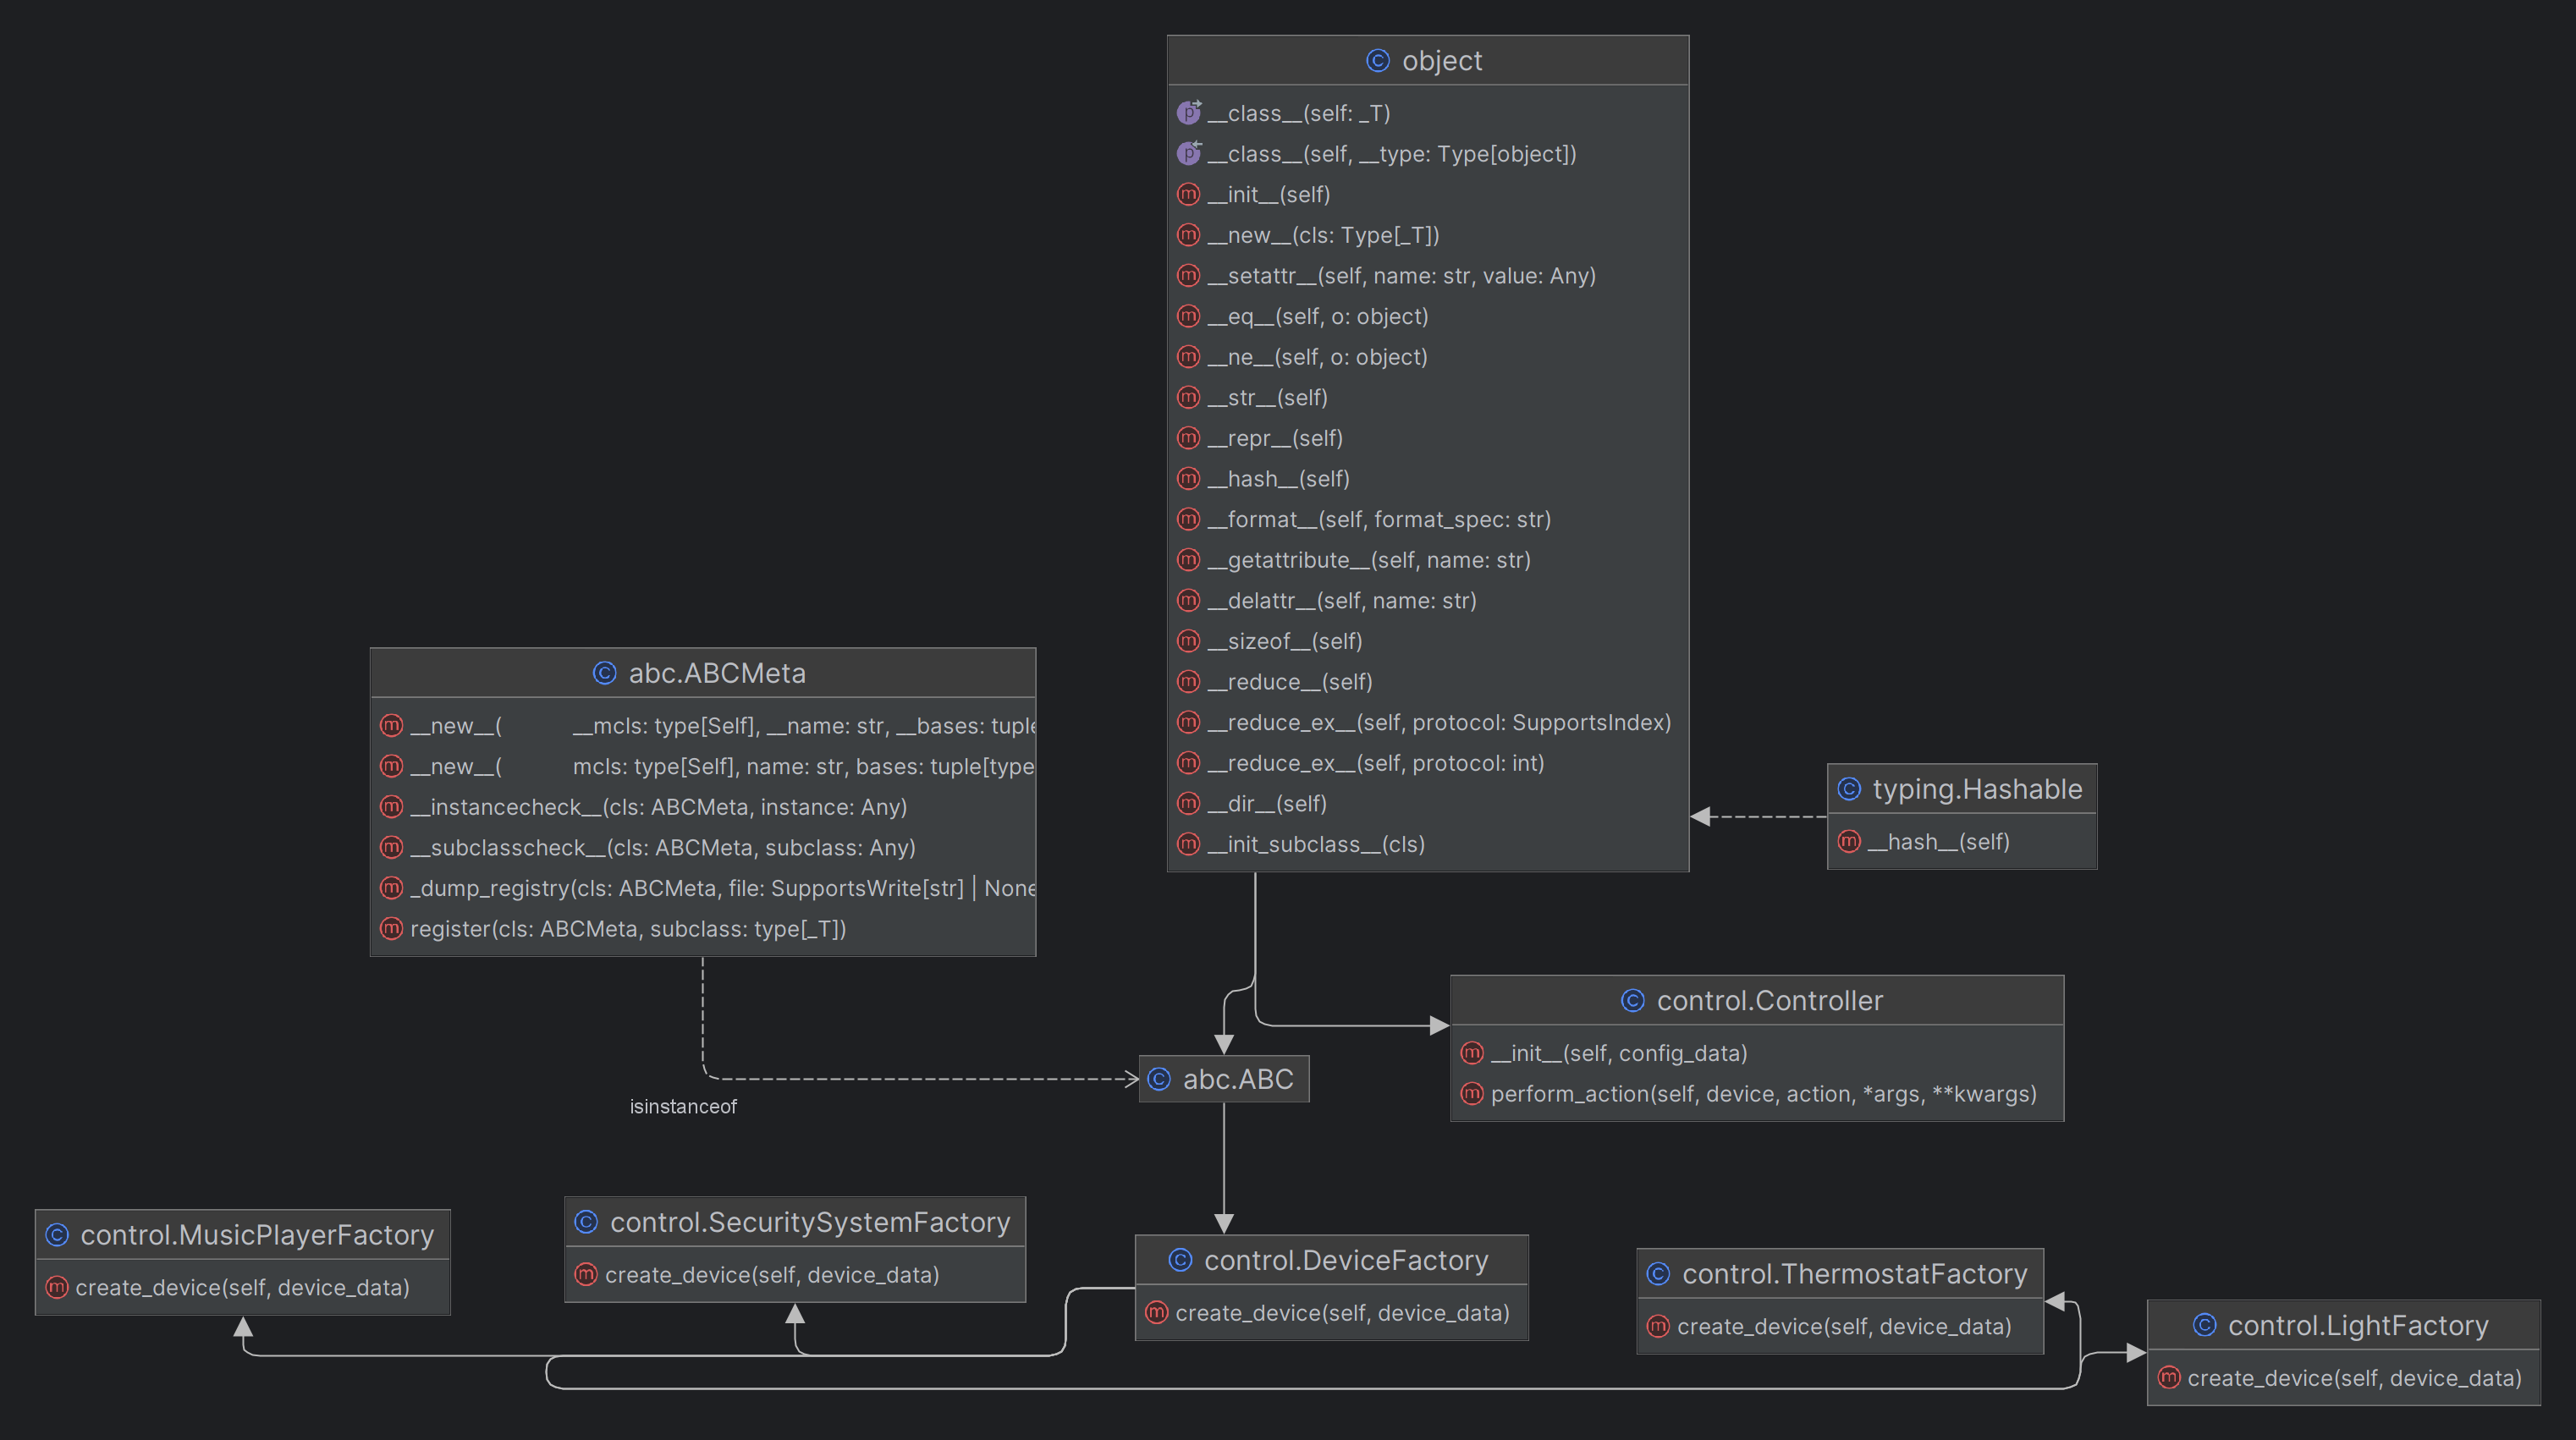 object
__class__(self: _T)
__class__(self, __type: Type[object])
__init__(self)
__new__(cls: Type[_T])
__setattr__(self, name: str, value: Any)
__eq__(self, o: object)
__ne__(self, o: object)
__str__(self)
__repr__(self)
__hash__(self)
__format__(self, format_spec: str)
__getattribute__(self, name: str)
__delattr__(self, name: str)
__sizeof__(self)
__reduce__(self)
__reduce_ex__(self, protocol: SupportsIndex)
__reduce_ex__(self, protocol: int)
__dir__(self)
__init_subclass__(cls)
abc.ABCMeta
__new__( __mcls: type[Self], __name: str, __bases: tuple
__new__( mcls: type[Self], name: str, bases: tuple[type
__instancecheck__(cls: ABCMeta, instance: Any)
__subclasscheck__(cls: ABCMeta, subclass: Any)
_dump_registry(cls: ABCMeta, file: SupportsWrite[str] | None
register(cls: ABCMeta, subclass: type[_T])
typing.Hashable
__hash__(self)
control.Controller
__init__(self, config_data)
perform_action(self, device, action, *args, **kwargs)
abc.ABC
isinstanceof
control.MusicPlayerFactory
create_device(self, device_data)
control.SecuritySystemFactory
create_device(self, device_data)
control.DeviceFactory
create_device(self, device_data)
control.ThermostatFactory
create_device(self, device_data)
control.LightFactory
create_device(self, device_data)